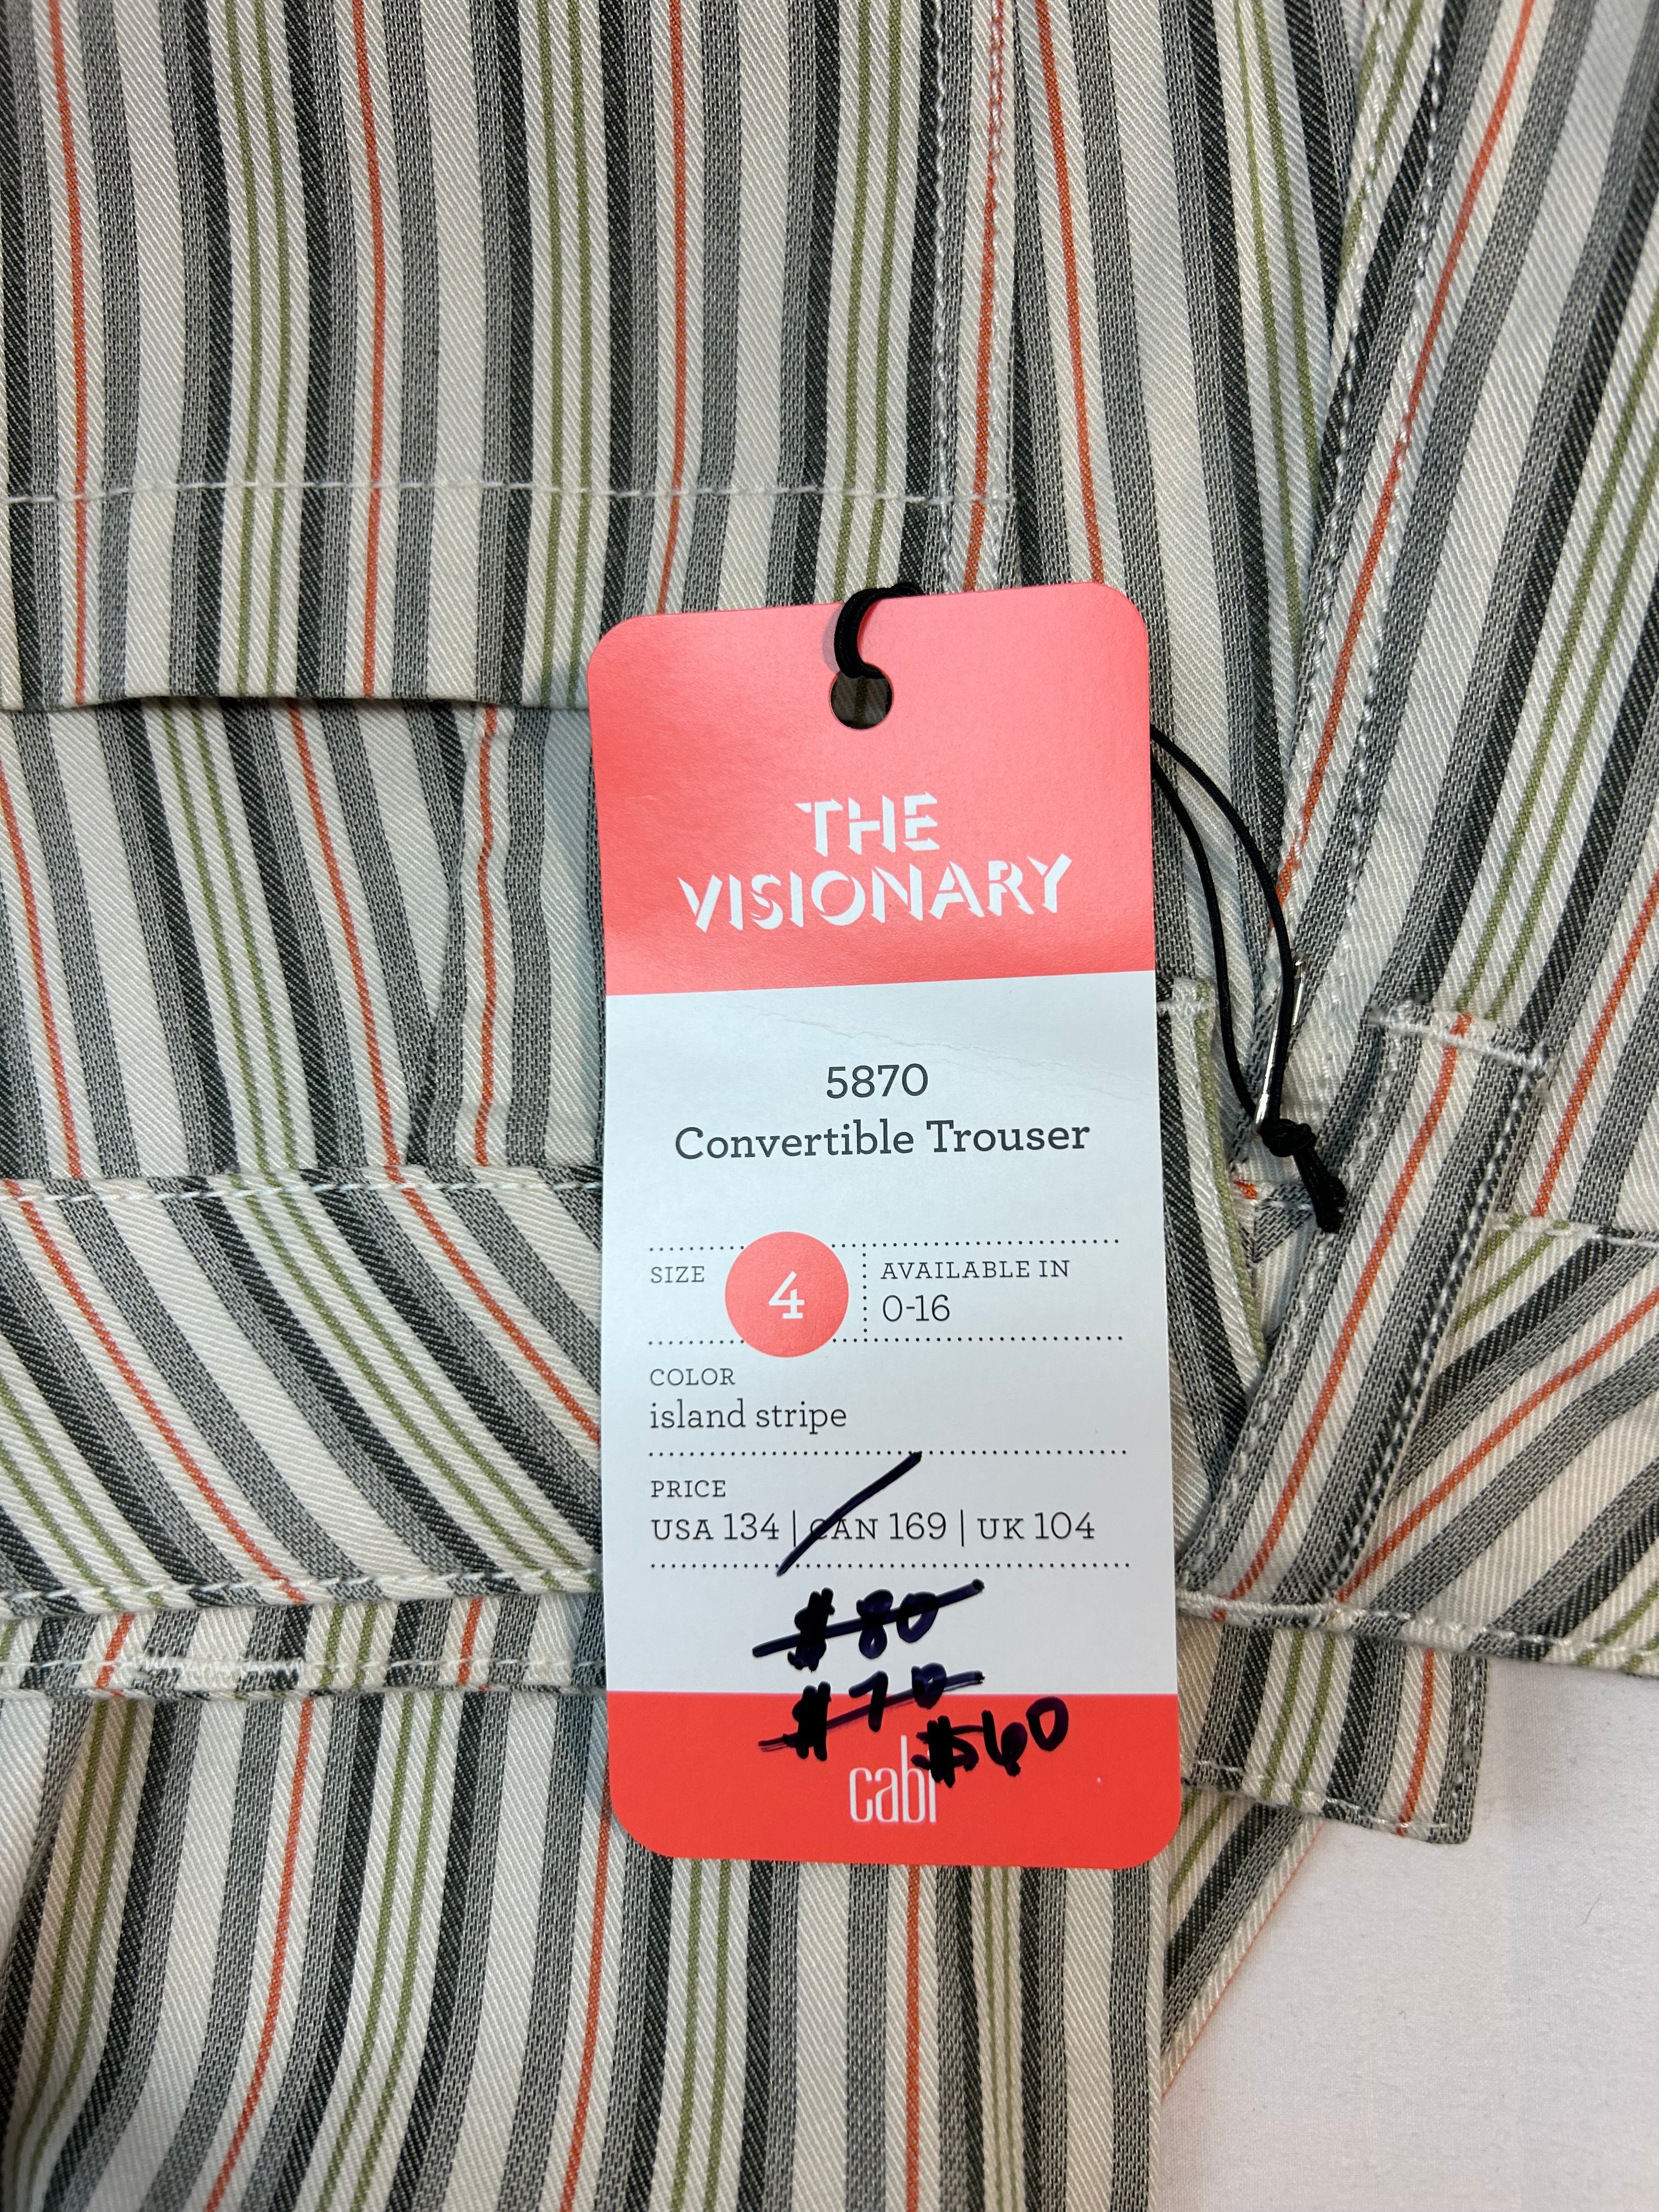 THE
VISIONARY
5870
Convertible Trouser
SIZE 4
AVAILABLE IN
0-16
COLOR
island stripe
PRICE
USA 134 | CAN 169 | UK 104
$80
$70
$60
cabi